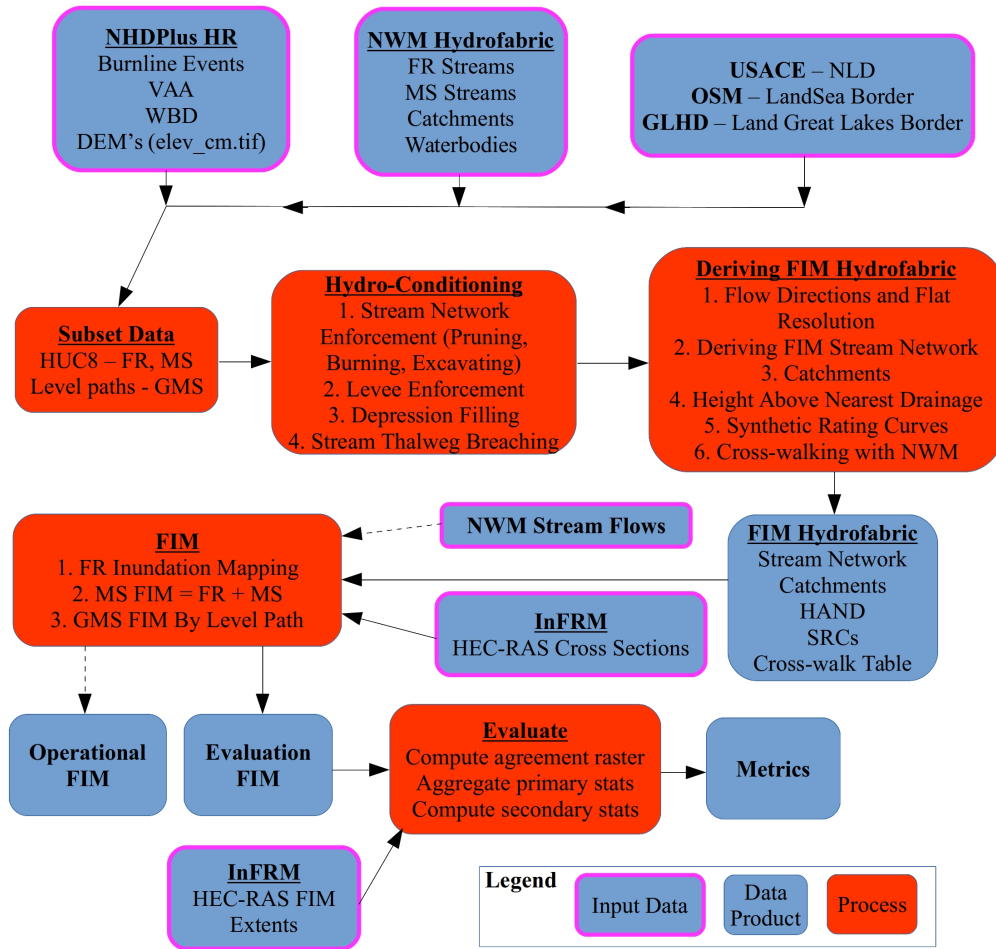 NHDPlus HR
Burnline Events
VAA
WBD
DEM's (elev_cm.tif)
NWM Hydrofabric
FR Streams
MS Streams
Catchments
Waterbodies
USACE – NLD
OSM – LandSea Border
GLHD – Land Great Lakes Border
Subset Data
HUC8 – FR, MS
Level paths - GMS
Hydro-Conditioning
1. Stream Network
Enforcement (Pruning,
Burning, Excavating)
2. Levee Enforcement
3. Depression Filling
4. Stream Thalweg Breaching
Deriving FIM Hydrofabric
1. Flow Directions and Flat
Resolution
2. Deriving FIM Stream Network
3. Catchments
4. Height Above Nearest Drainage
5. Synthetic Rating Curves
6. Cross-walking with NWM
FIM
1. FR Inundation Mapping
2. MS FIM = FR + MS
3. GMS FIM By Level Path
NWM Stream Flows
InFRM
HEC-RAS Cross Sections
FIM Hydrofabric
Stream Network
Catchments
HAND
SRCs
Cross-walk Table
Operational
FIM
Evaluation
FIM
Evaluate
Compute agreement raster
Aggregate primary stats
Compute secondary stats
Metrics
InFRM
HEC-RAS FIM
Extents
Legend
Input Data
Data
Product
Process